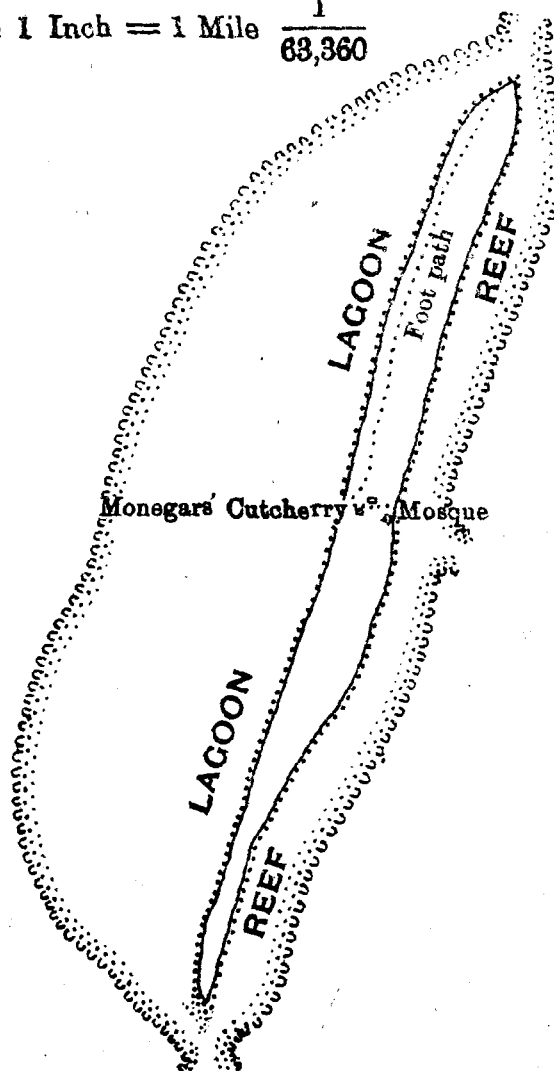 1 Inch = 1 Mile 1/63,360
LAGOON
Foot path
REEF
Monegars' Cutcherry
Mosque
LAGOON
REEF